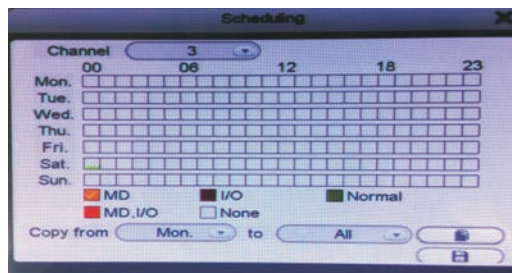 Scheduling
Channel 3
00 06 12 18 23
Mon.
Tue.
Wed.
Thu.
Fri.
Sat.
Sun.
MD I/O Normal
MD,I/O None
Copy from Mon. to All